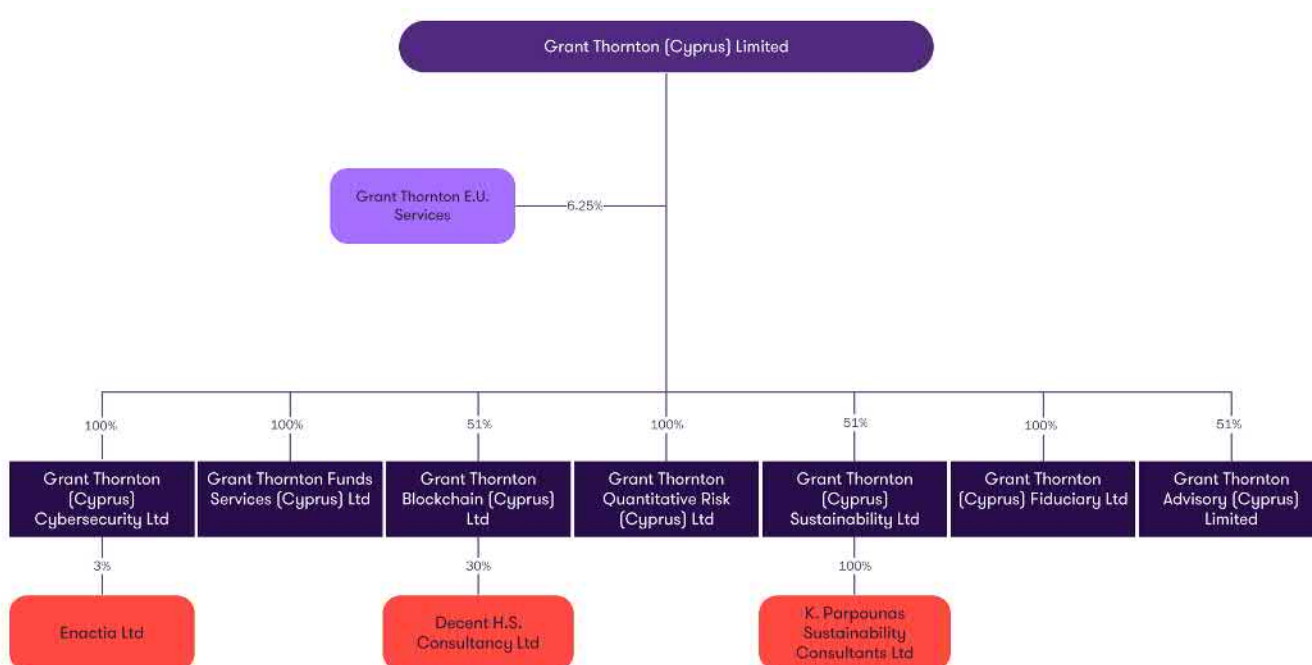 Grant Thornton (Cyprus) Limited
Grant Thornton E.U.
Services
6.25%
100%
100%
51%
100%
51%
100%
51%
Grant Thornton
(Cyprus)
Cybersecurity Ltd
Grant Thornton Funds
Services (Cyprus) Ltd
Grant Thornton
Blockchain (Cyprus)
Ltd
Grant Thornton
Quantitative Risk
(Cyprus) Ltd
Grant Thornton
(Cyprus)
Sustainability Ltd
Grant Thornton
(Cyprus) Fiduciary Ltd
Grant Thornton
Advisory (Cyprus)
Limited
3%
30%
100%
Enactia Ltd
Decent H.S.
Consultancy Ltd
K. Parpounas
Sustainability
Consultants Ltd